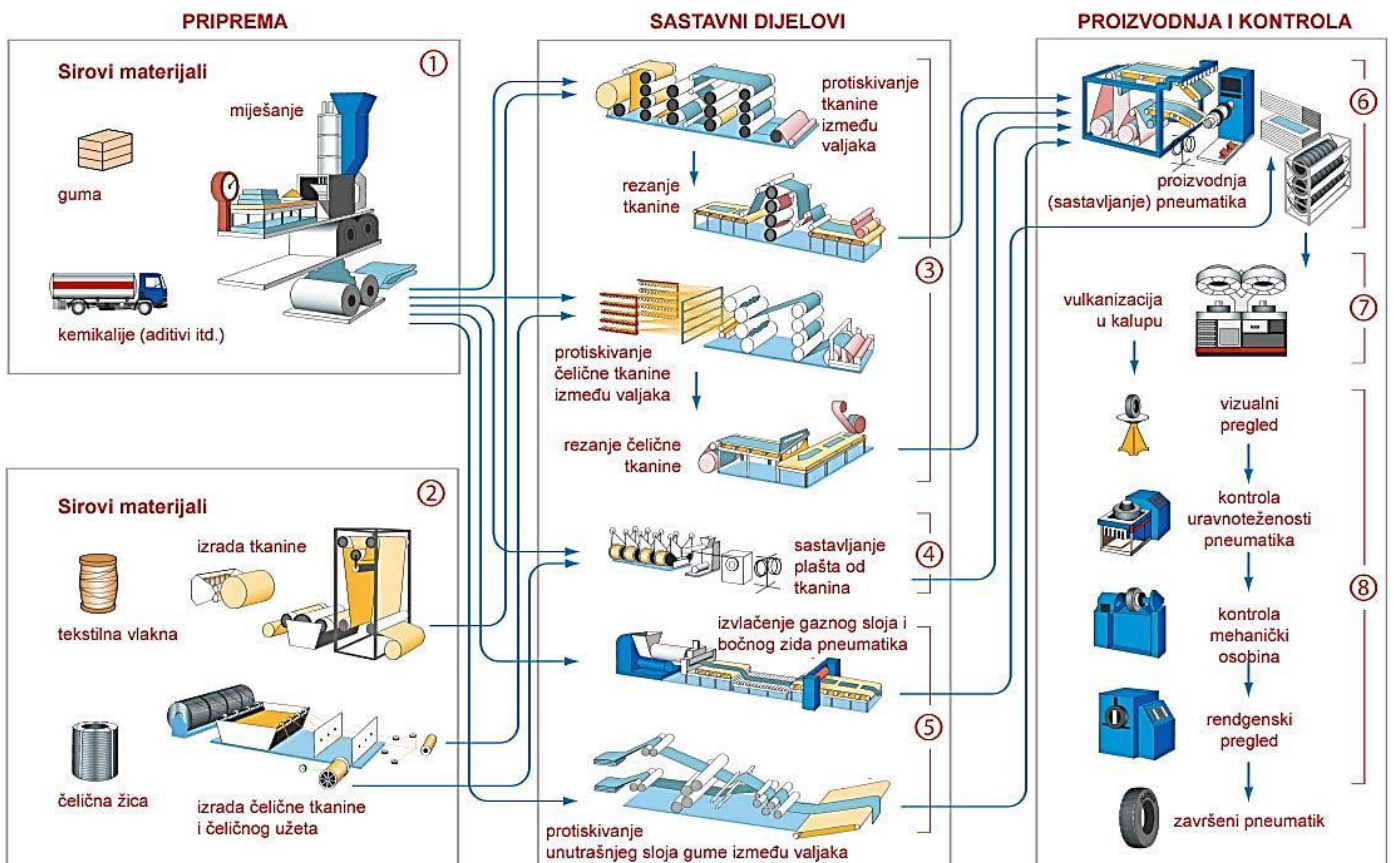 PRIPREMA
Sirovi materijali
①
miješanje
guma
kemikalije (aditivi itd.)
②
Sirovi materijali
izrada tkanine
tekstilna vlakna
čelična žica
izrada čelične tkanine
i čeličnog užeta
SASTAVNI DIJELOVI
protiskivanje
tkanine
između
valjaka
rezanje
tkanine
③
protiskivanje
čelične tkanine
između valjaka
rezanje čelične
tkanine
sastavljanje
plašta od
tkanina
④
izvlačenje gaznog sloja i
bočnog zida pneumatika
⑤
protiskivanje
unutrašnjeg sloja gume između valjaka
PROIZVODNJA I KONTROLA
⑥
proizvodnja
(sastavljanje) pneumatika
vulkanizacija
u kalupu
⑦
vizualni
pregled
kontrola
uravnoteženosti
pneumatika
⑧
kontrola
mehanički
osobina
rendgenski
pregled
završeni pneumatik